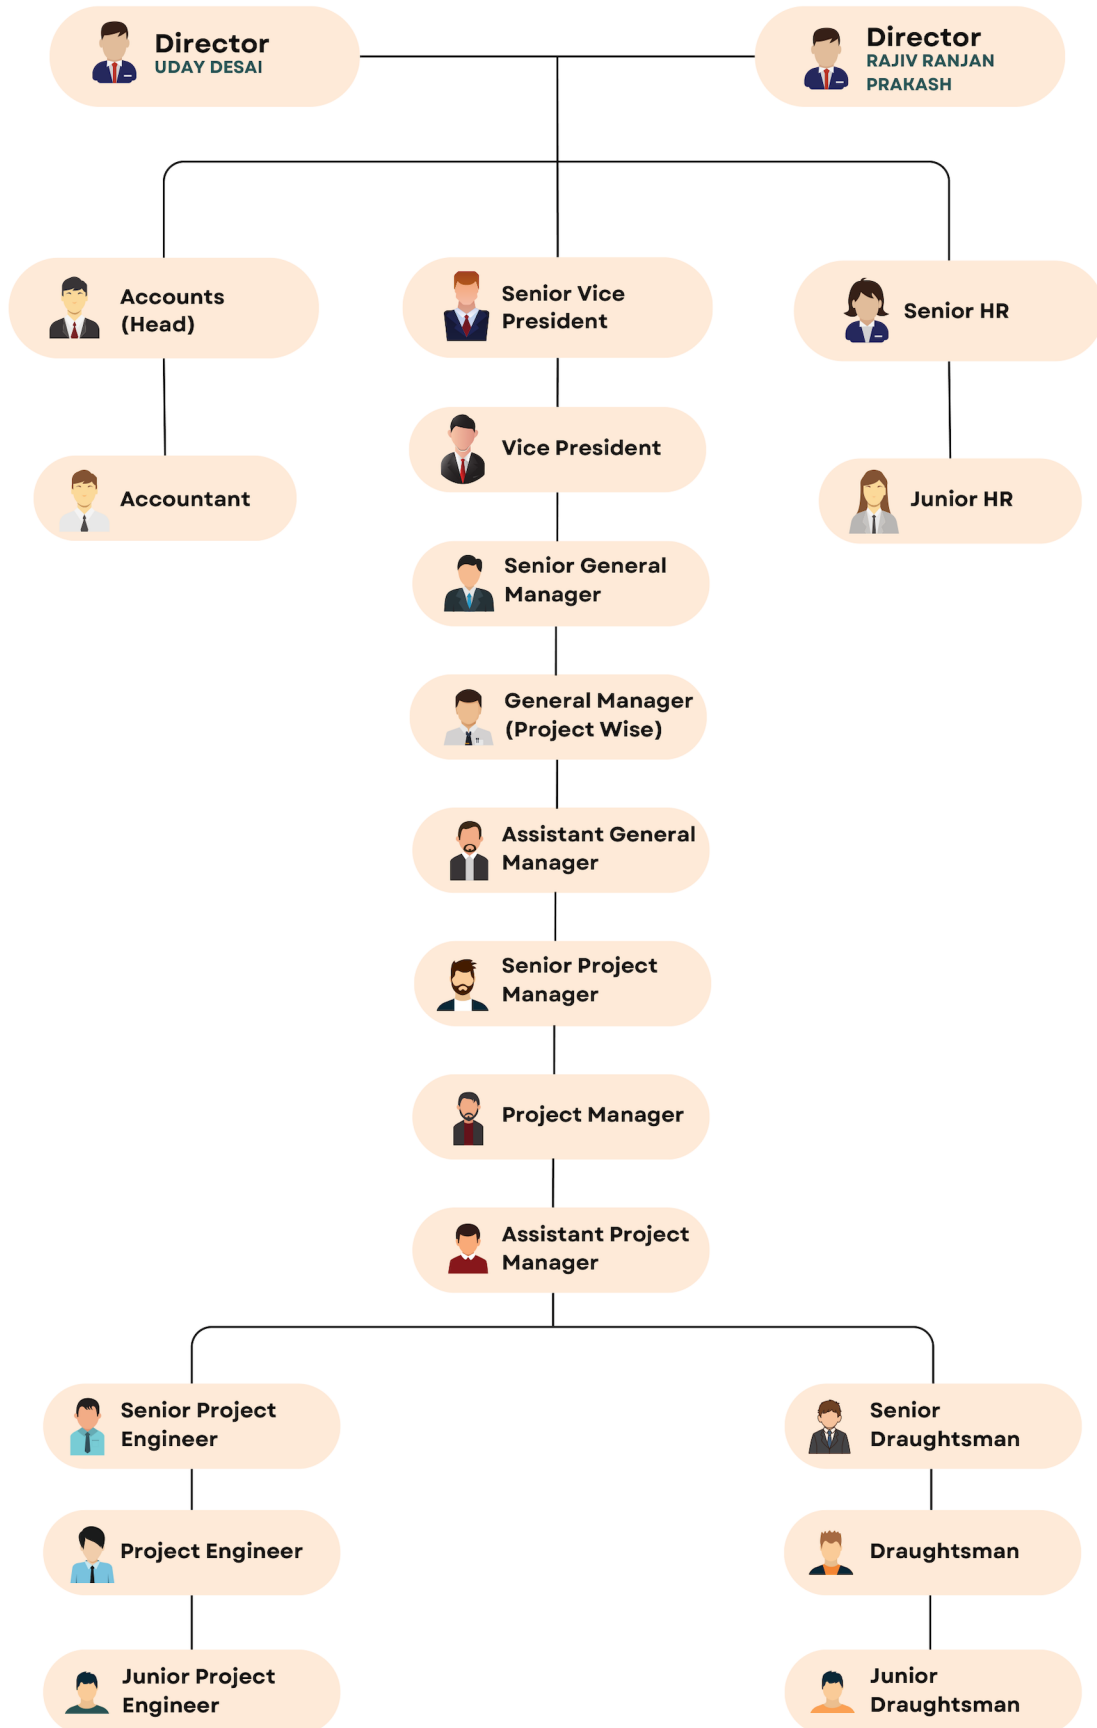 Director
UDAY DESAI
Director
RAJIV RANJAN
PRAKASH
Accounts
(Head)
Senior Vice
President
Senior HR
Vice President
Accountant
Junior HR
Senior General
Manager
General Manager
(Project Wise)
Assistant General
Manager
Senior Project
Manager
Project Manager
Assistant Project
Manager
Senior Project
Engineer
Senior
Draughtsman
Project Engineer
Draughtsman
Junior Project
Engineer
Junior
Draughtsman